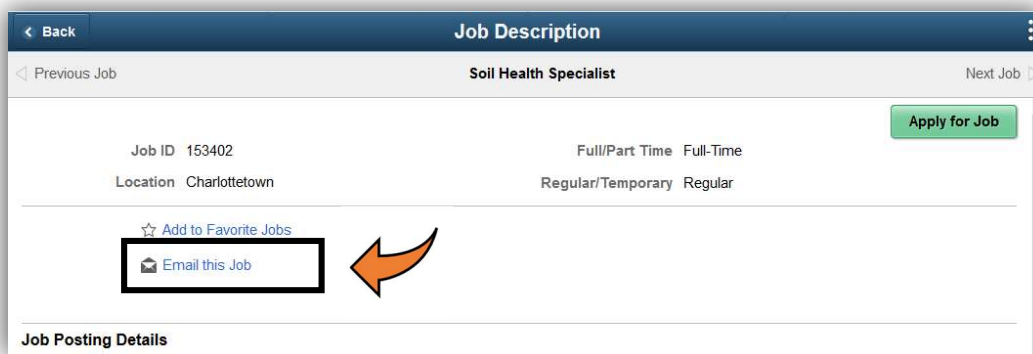 Back Job Description
Previous Job Soil Health Specialist Next Job
Apply for Job
Job ID 153402 Full/Part Time Full-Time
Location Charlottetown Regular/Temporary Regular
Add to Favorite Jobs
Email this Job
Job Posting Details